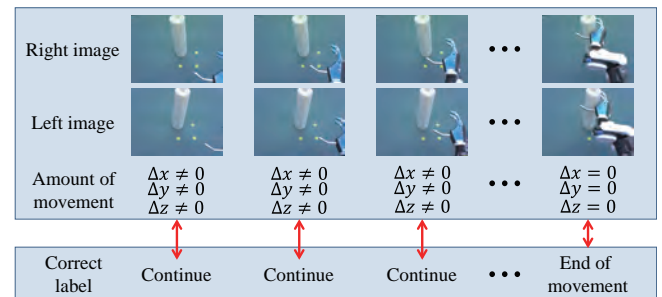 Right image
Left image
Amount of movement
Δx ≠ 0 Δx ≠ 0 Δx ≠ 0 ••• Δx = 0
Δy ≠ 0 Δy ≠ 0 Δy ≠ 0 Δy = 0
Δz ≠ 0 Δz ≠ 0 Δz ≠ 0 Δz = 0
Correct label
Continue Continue Continue ••• End of movement